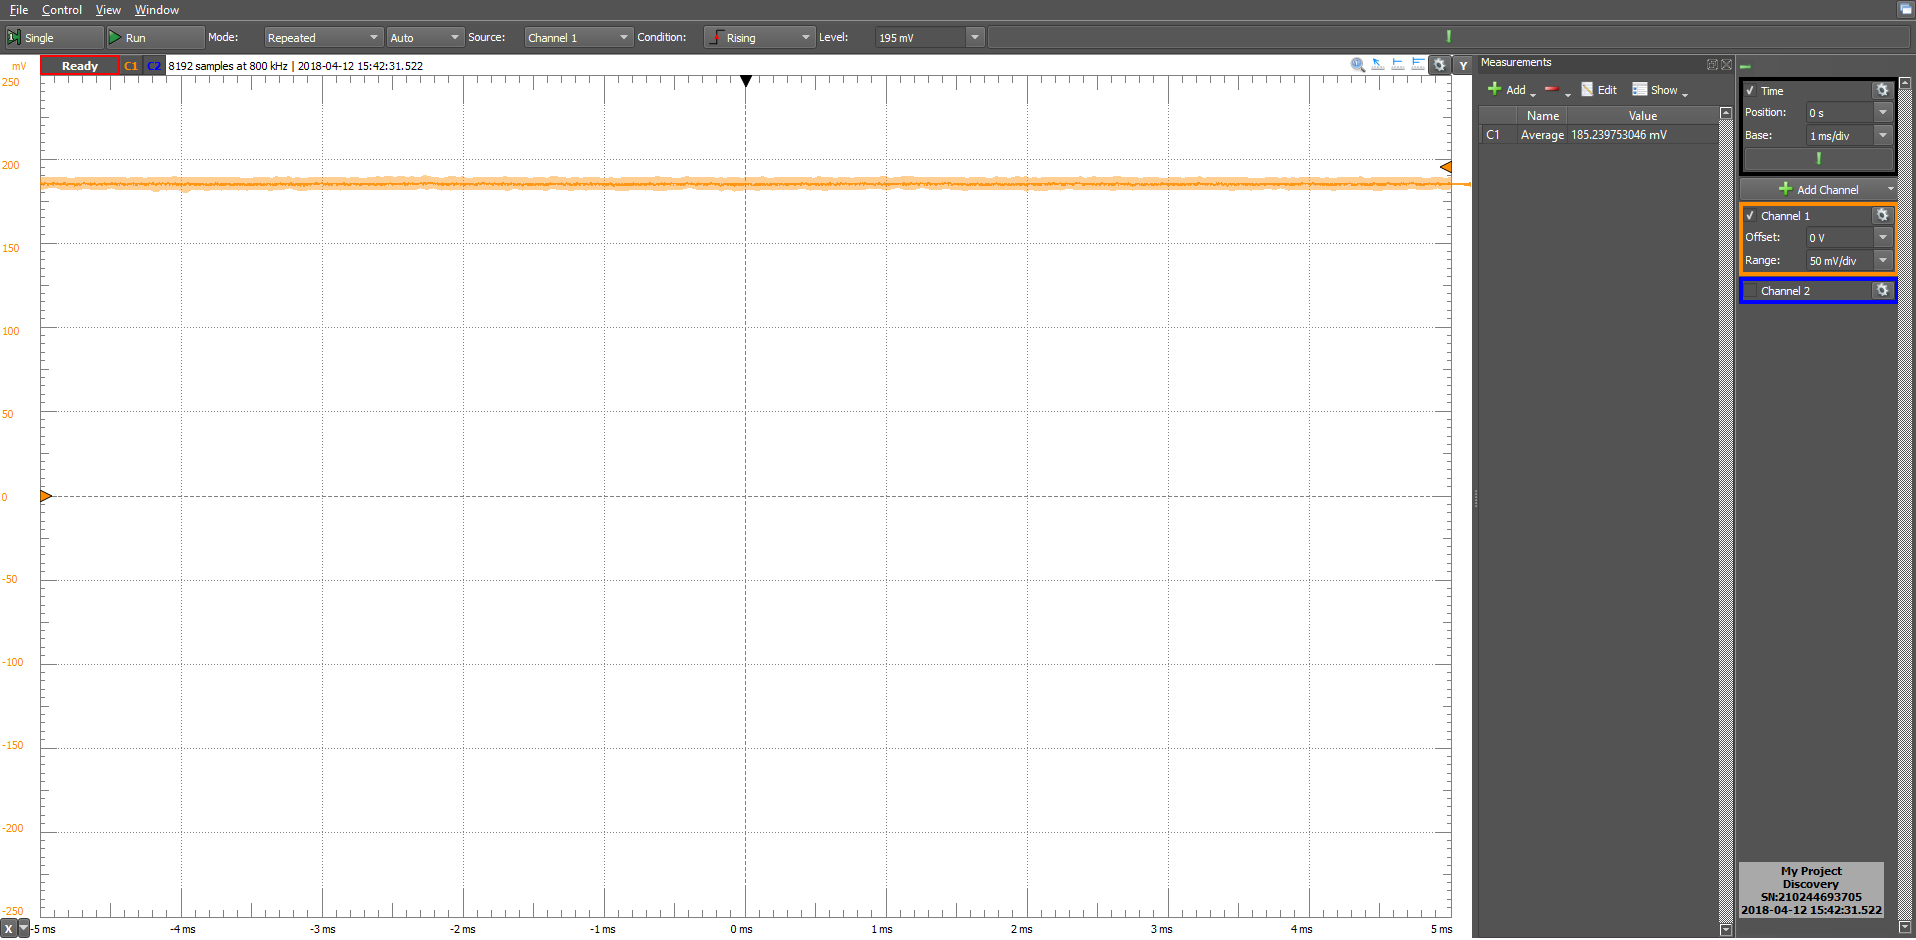 File Control View Window
Single Run Mode: Repeated Auto Source: Channel 1 Condition: Rising Level: 195 mV
mV Ready C1 C2 8192 samples at 800 kHz | 2018-04-12 15:42:31.522 Y
250
200
150
100
50
0
-50
-100
-150
-200
-250
X -5 ms -4 ms -3 ms -2 ms -1 ms 0 ms 1 ms 2 ms 3 ms 4 ms 5 ms
Measurements
Add Edit Show
Name Value
C1 Average 185.239753046 mV
Time
Position: 0 s
Base: 1 ms/div
Add Channel
Channel 1
Offset: 0 V
Range: 50 mV/div
Channel 2
My Project
Discovery
SN:210244693705
2018-04-12 15:42:31.522